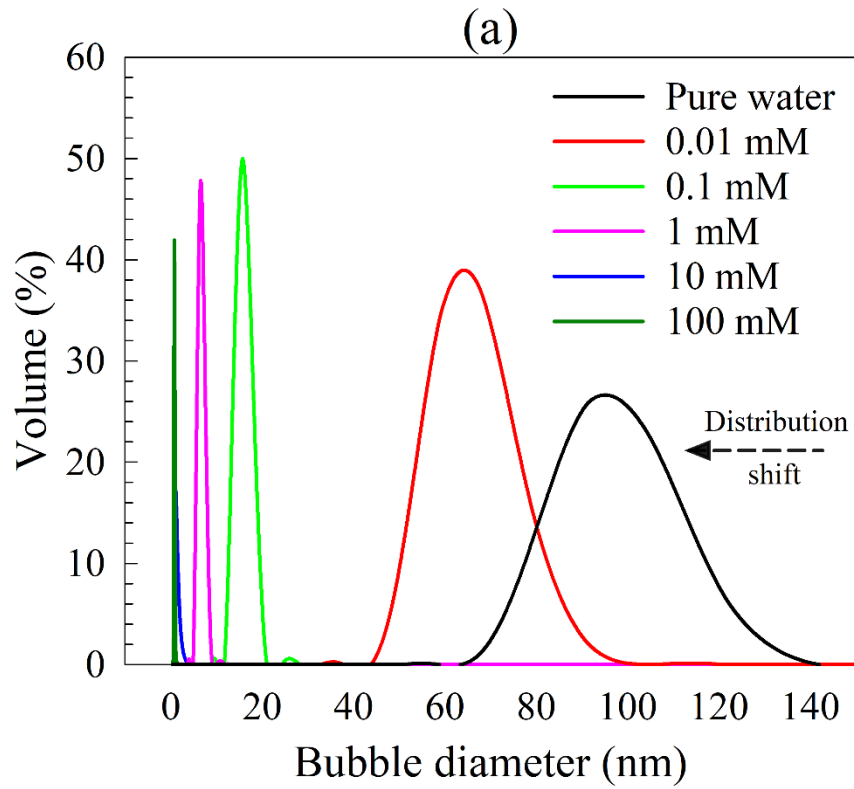 (a)
60
50
40
30
20
10
0
Volume (%)
Pure water
0.01 mM
0.1 mM
1 mM
10 mM
100 mM
Distribution
shift
0 20 40 60 80 100 120 140
Bubble diameter (nm)